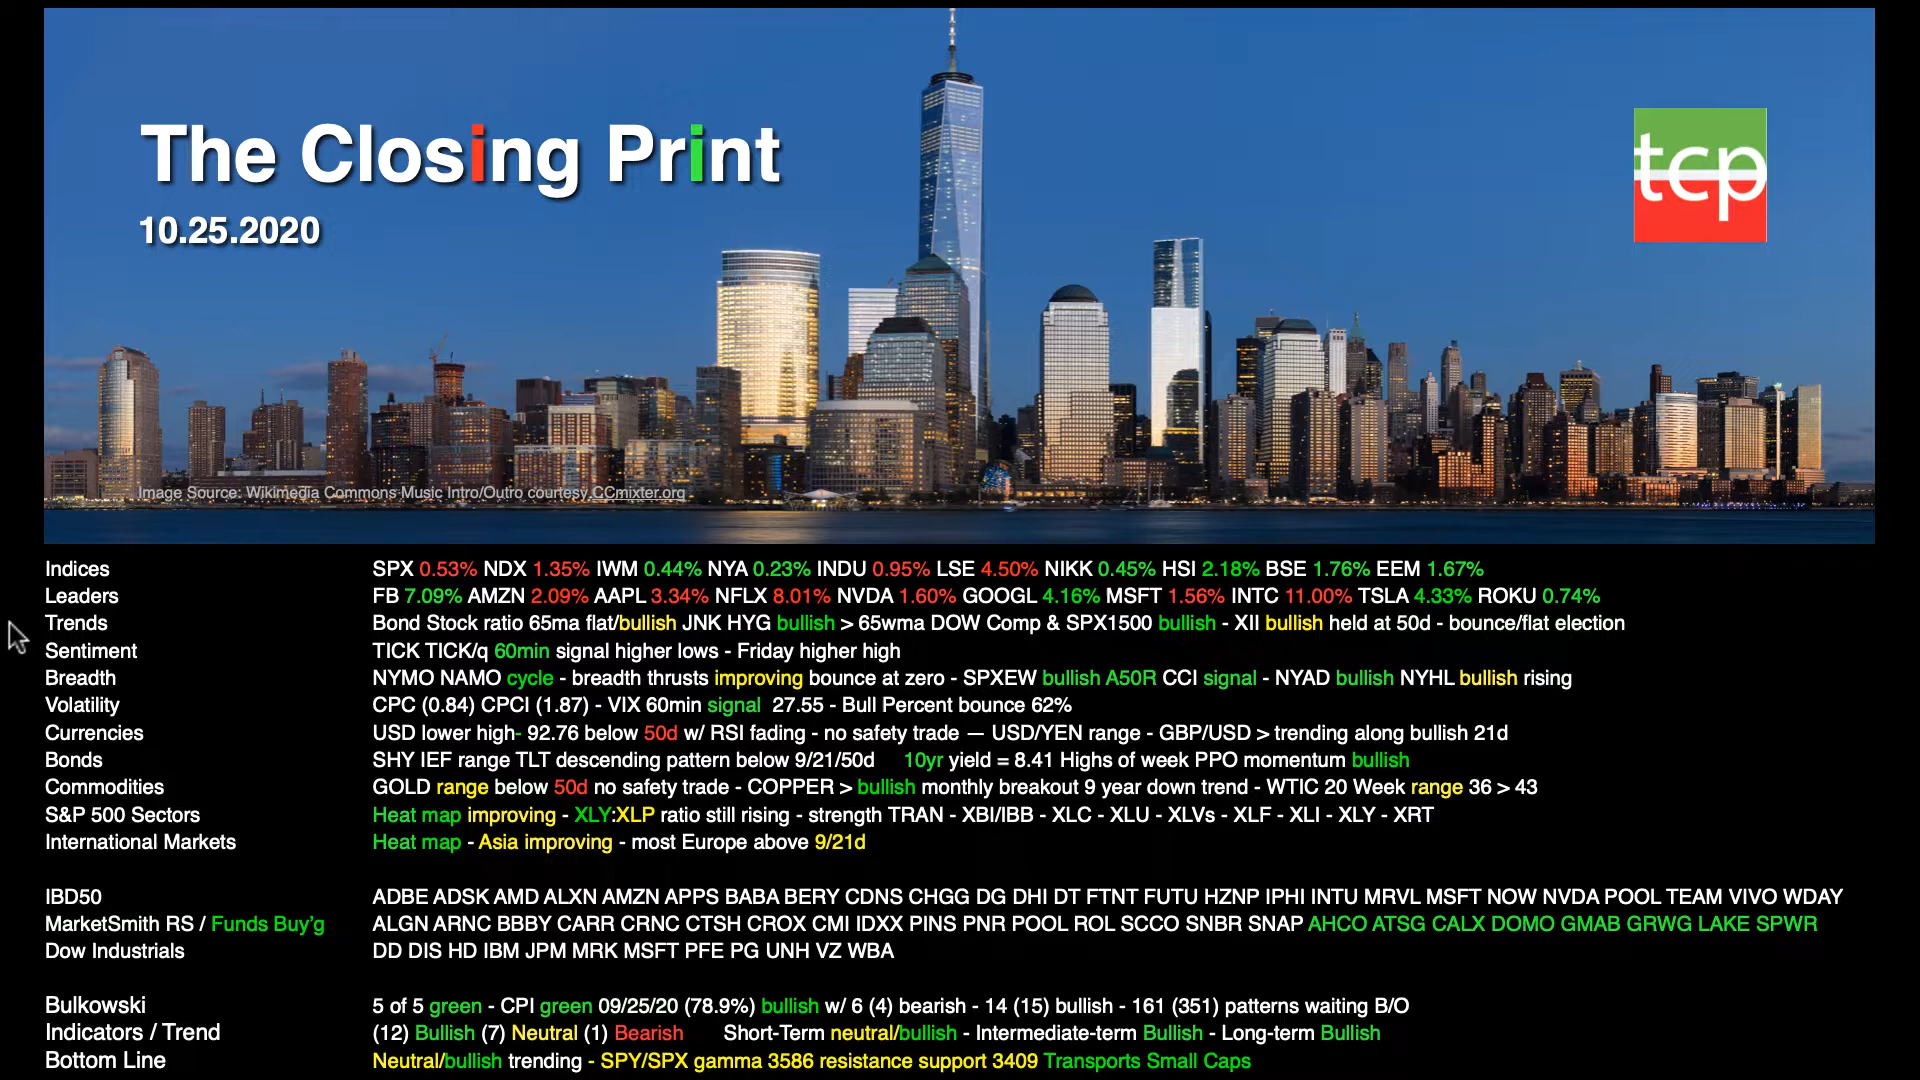 The Closing Print
10.25.2020
tcp
Image Source: Wikimedia Commons Music Intro/Outro courtesy CCmixter.org
Indices SPX 0.53% NDX 1.35% IWM 0.44% NYA 0.23% INDU 0.95% LSE 4.50% NIKK 0.45% HSI 2.18% BSE 1.76% EEM 1.67%
Leaders FB 7.09% AMZN 2.09% AAPL 3.34% NFLX 8.01% NVDA 1.60% GOOGL 4.16% MSFT 1.56% INTC 11.00% TSLA 4.33% ROKU 0.74%
Trends Bond Stock ratio 65ma flat/bullish JNK HYG bullish > 65wma DOW Comp & SPX1500 bullish - XII bullish held at 50d - bounce/flat election
Sentiment TICK TICK/q 60min signal higher lows - Friday higher high
Breadth NYMO NAMO cycle - breadth thrusts improving bounce at zero - SPXEW bullish A50R CCI signal - NYAD bullish NYHL bullish rising
Volatility CPC (0.84) CPCI (1.87) - VIX 60min signal 27.55 - Bull Percent bounce 62%
Currencies USD lower high- 92.76 below 50d w/ RSI fading - no safety trade — USD/YEN range - GBP/USD > trending along bullish 21d
Bonds SHY IEF range TLT descending pattern below 9/21/50d 10yr yield = 8.41 Highs of week PPO momentum bullish
Commodities GOLD range below 50d no safety trade - COPPER > bullish monthly breakout 9 year down trend - WTIC 20 Week range 36 > 43
S&P 500 Sectors Heat map improving - XLY:XLP ratio still rising - strength TRAN - XBI/IBB - XLC - XLU - XLVs - XLF - XLI - XLY - XRT
International Markets Heat map - Asia improving - most Europe above 9/21d
IBD50 ADBE ADSK AMD ALXN AMZN APPS BABA BERY CDNS CHGG DG DHI DT FTNT FUTU HZNP IPHI INTU MRVL MSFT NOW NVDA POOL TEAM VIVO WDAY
MarketSmith RS / Funds Buy'g ALGN ARNC BBBY CARR CRNC CTSH CROX CMI IDXX PINS PNR POOL ROL SCCO SNBR SNAP AHCO ATSG CALX DOMO GMAB GRWG LAKE SPWR
Dow Industrials DD DIS HD IBM JPM MRK MSFT PFE PG UNH VZ WBA
Bulkowski 5 of 5 green - CPI green 09/25/20 (78.9%) bullish w/ 6 (4) bearish - 14 (15) bullish - 161 (351) patterns waiting B/O
Indicators / Trend (12) Bullish (7) Neutral (1) Bearish Short-Term neutral/bullish - Intermediate-term Bullish - Long-term Bullish
Bottom Line Neutral/bullish trending - SPY/SPX gamma 3586 resistance support 3409 Transports Small Caps